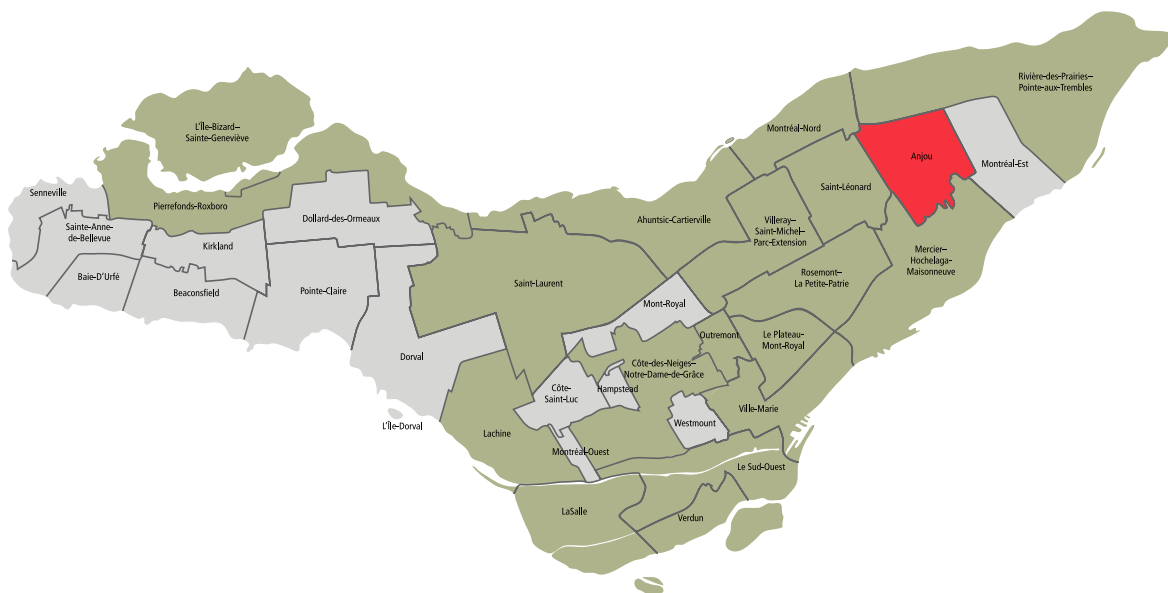 Rivière-des-Prairies–
Pointe-aux-Trembles
L'Île-Bizard–
Sainte-Geneviève
Montréal-Nord
Anjou
Montréal-Est
Saint-Léonard
Senneville
Pierrefonds-Roxboro
Dollard-des-Ormeaux
Ahuntsic-Cartierville
Villeray-
Saint-Michel-
Parc-Extension
Sainte-Anne-
de-Bellevue
Kirkland
Mercier-
Hochelaga-
Maisonneuve
Baie-D'Urfé
Beaconsfield
Pointe-Claire
Saint-Laurent
Rosemont-
La Petite-Patrie
Mont-Royal
Outremont
Le Plateau-
Mont-Royal
Dorval
Côte-des-Neiges–
Notre-Dame-de-Grâce
Côte-
Saint-Luc
Hampstead
Ville-Marie
L'Île-Dorval
Westmount
Lachine
Montréal-Ouest
Le Sud-Ouest
LaSalle
Verdun